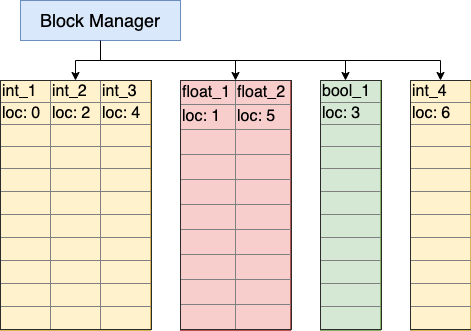 Block Manager
int_1 int_2 int_3 float_1 float_2 bool_1 int_4
loc: 0 loc: 2 loc: 4 loc: 1 loc: 5 loc: 3 loc: 6